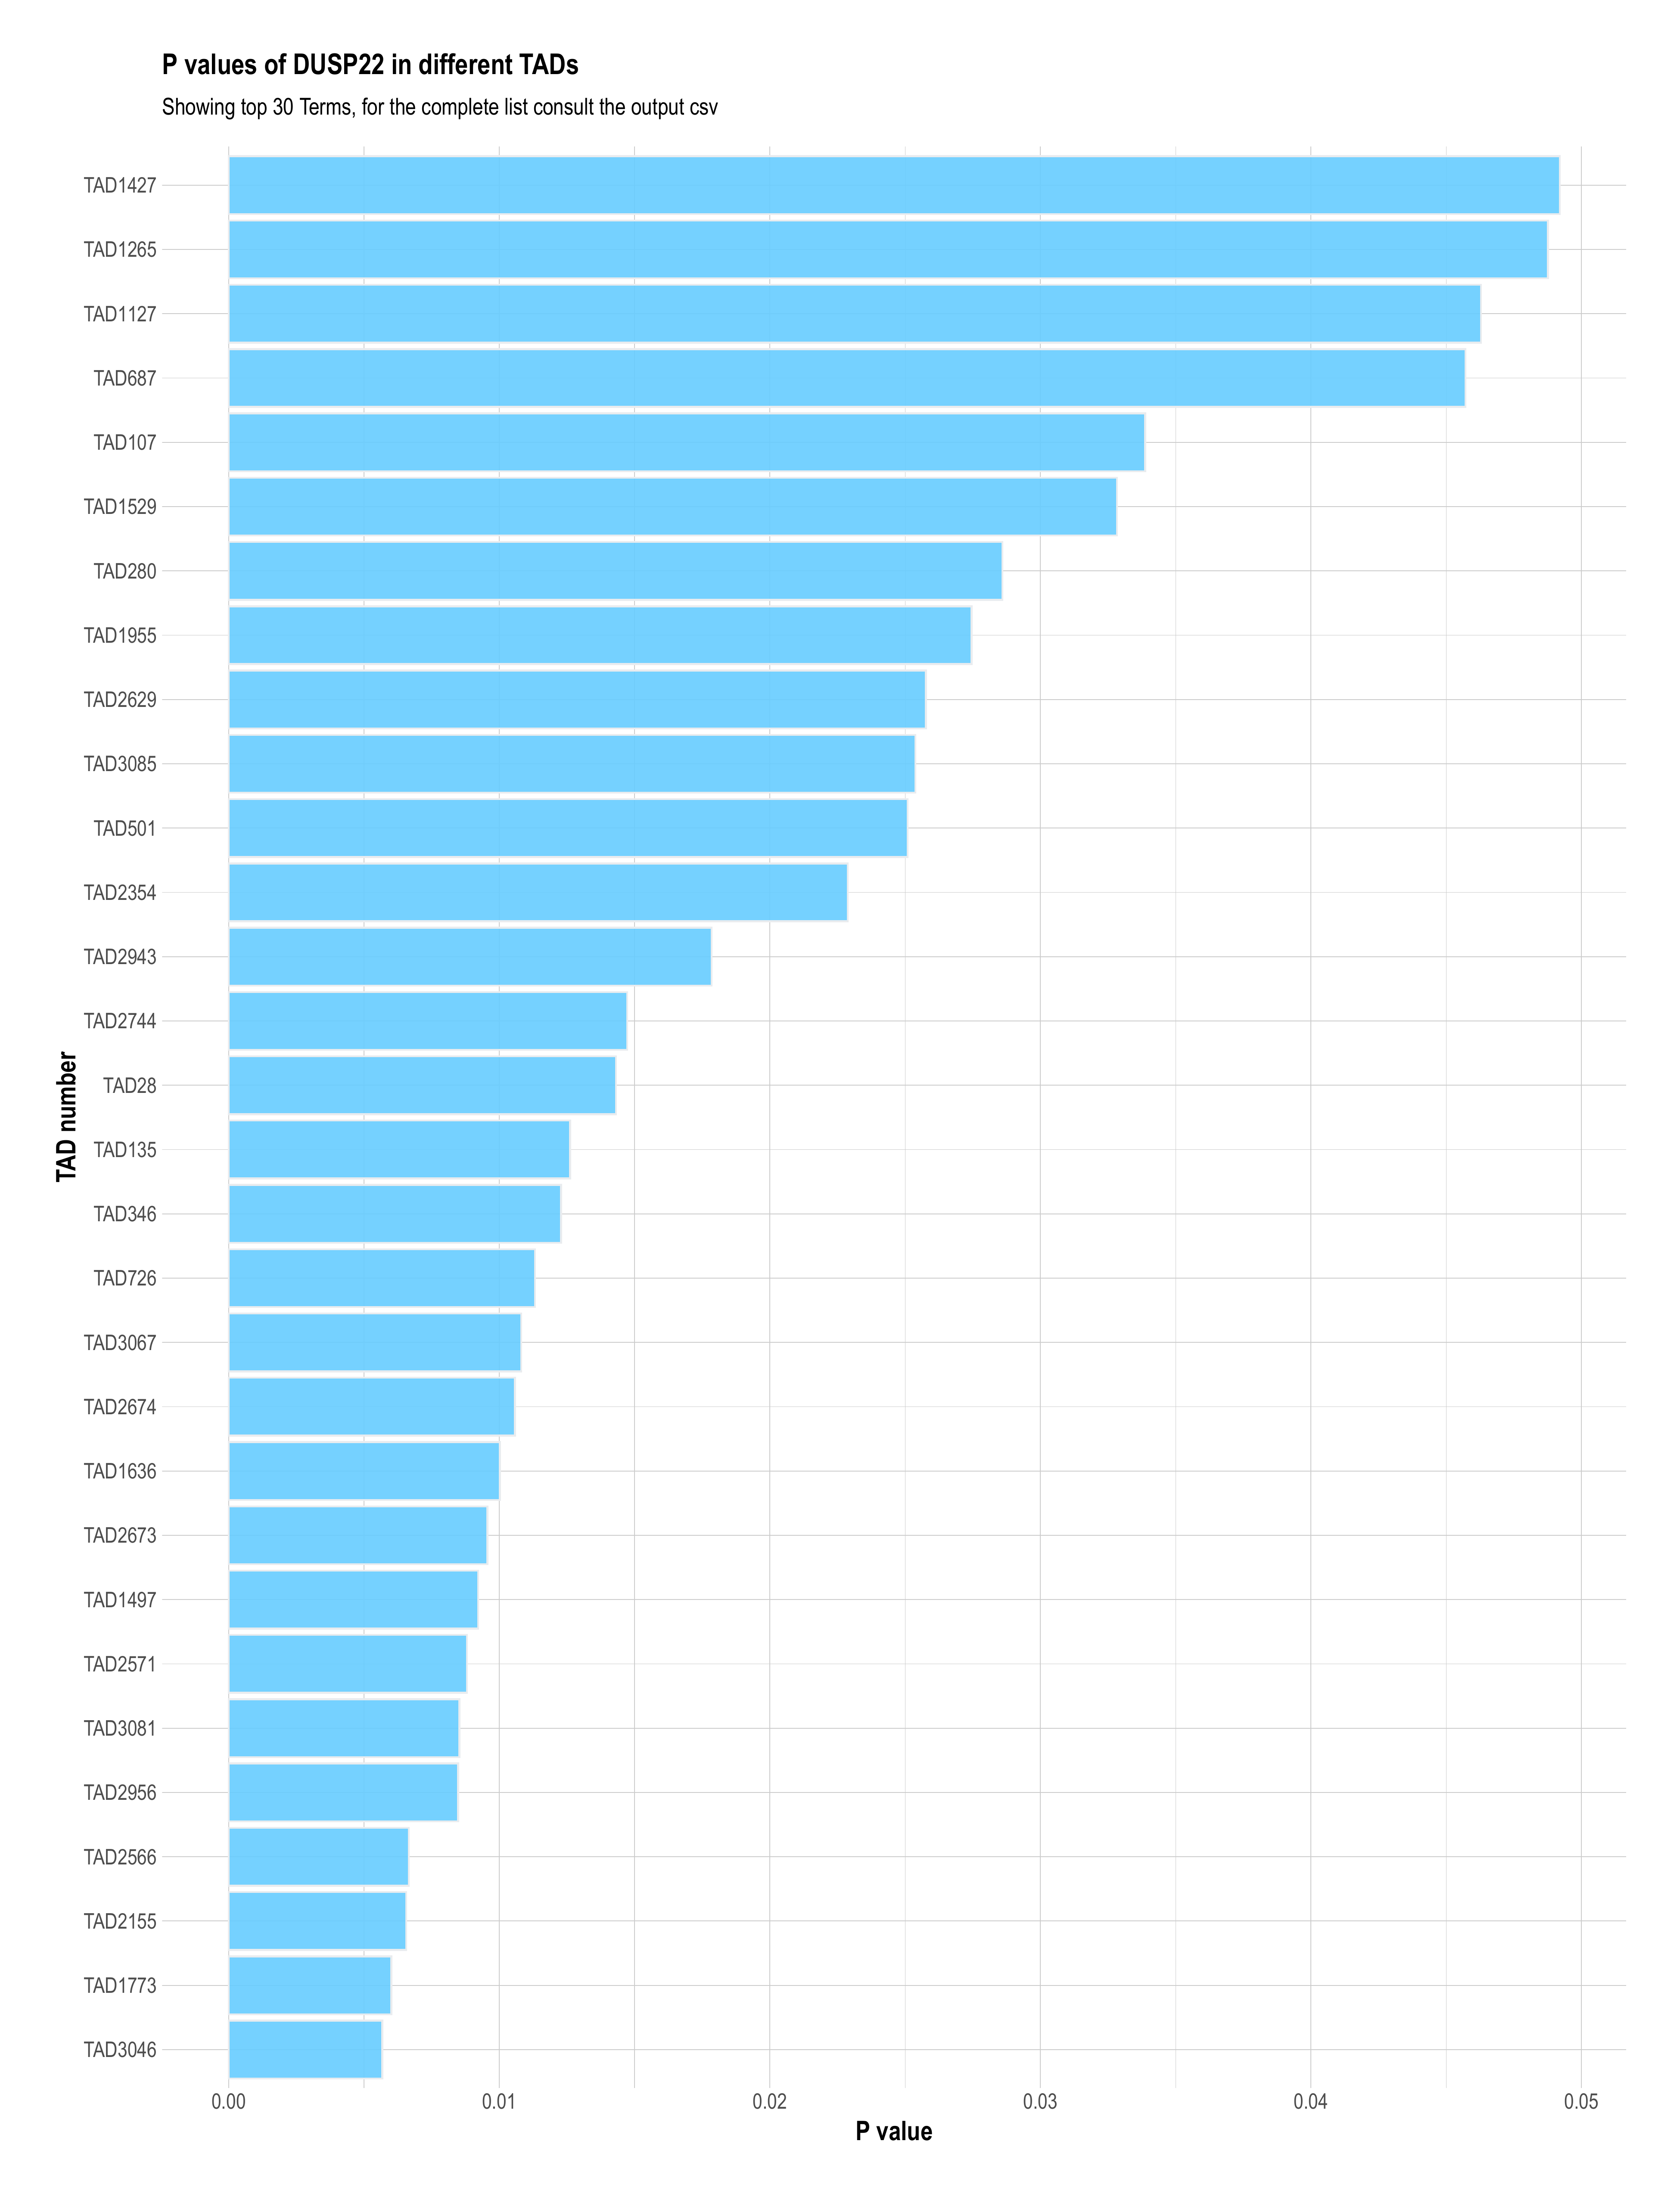 P values of DUSP22 in different TADs
Showing top 30 Terms, for the complete list consult the output csv
TAD number
TAD1427
TAD1265
TAD1127
TAD687
TAD107
TAD1529
TAD280
TAD1955
TAD2629
TAD3085
TAD501
TAD2354
TAD2943
TAD2744
TAD28
TAD135
TAD346
TAD726
TAD3067
TAD2674
TAD1636
TAD2673
TAD1497
TAD2571
TAD3081
TAD2956
TAD2566
TAD2155
TAD1773
TAD3046
0.00 0.01 0.02 0.03 0.04 0.05
P value